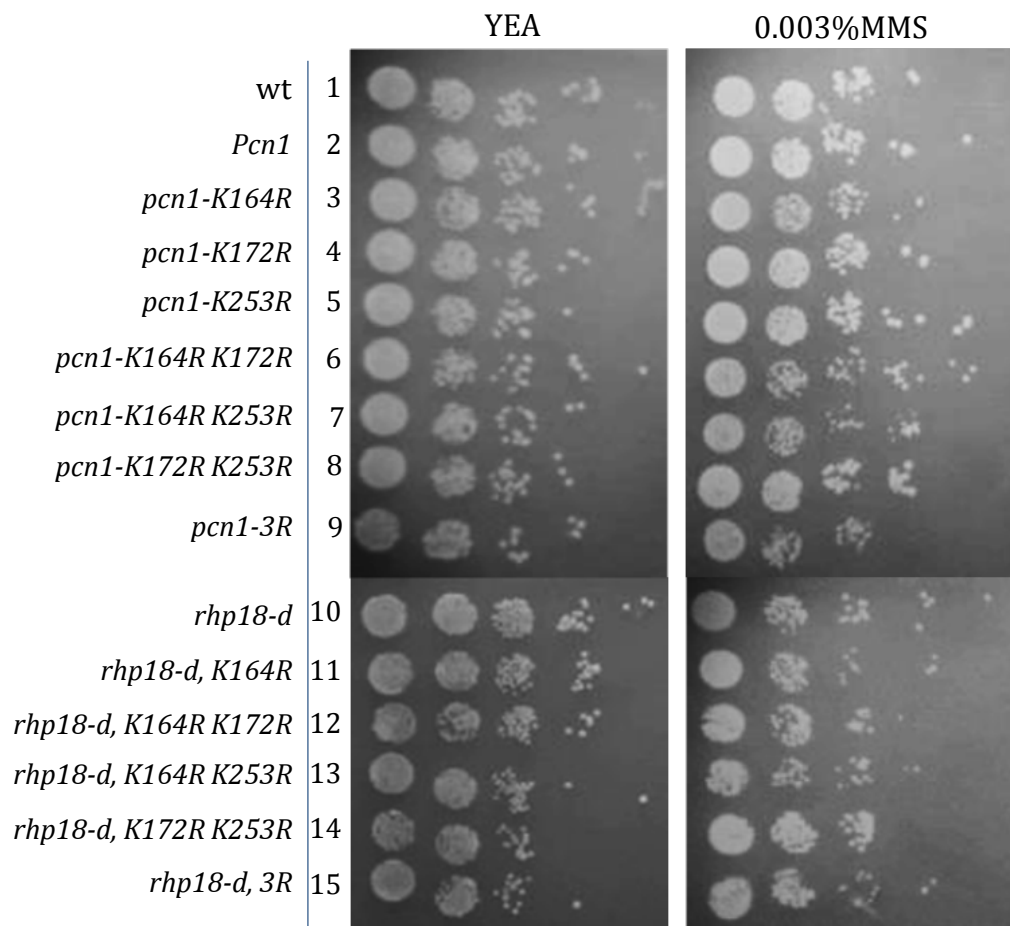 YEA 0.003%MMS
wt 1
Pcn1 2
pcn1-K164R 3
pcn1-K172R 4
pcn1-K253R 5
pcn1-K164R K172R 6
pcn1-K164R K253R 7
pcn1-K172R K253R 8
pcn1-3R 9
rhp18-d 10
rhp18-d, K164R 11
rhp18-d, K164R K172R 12
rhp18-d, K164R K253R 13
rhp18-d, K172R K253R 14
rhp18-d, 3R 15